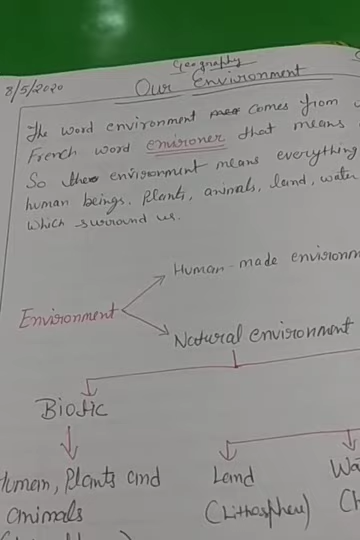 Geography
8/5/2020
Our Environment
The word environment comes from
French word environer that means
So environment means everything
human beings, Plants, animals, land, water
which surround us.
Human-made environm
Environment
Natural environment
Biotic
Human, Plants and
animals
Land
(Lithosphere)
Wa
(H